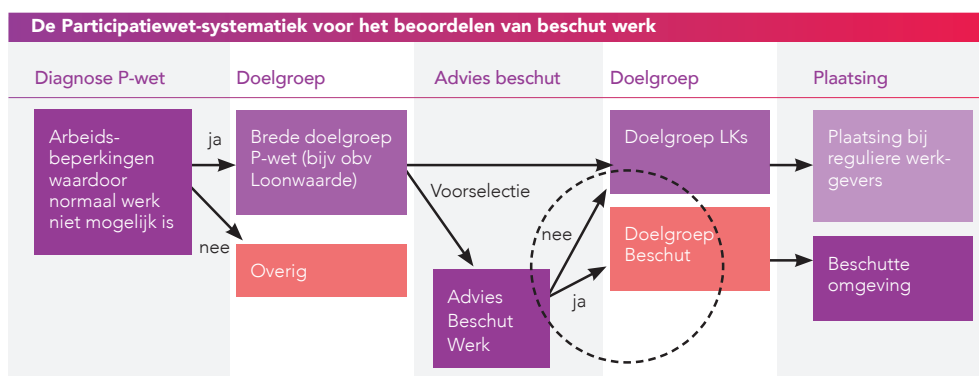 De Participatiewet-systematiek voor het beoordelen van beschut werk
Diagnose P-wet
Doelgroep
Advies beschut
Doelgroep
Plaatsing
Arbeids-
beperkingen
waardoor
normaal werk
niet mogelijk is
ja
nee
Brede doelgroep
P-wet (bijv obv
Loonwaarde)
Overig
Voorselectie
Advies
Beschut
Werk
nee
ja
Doelgroep LKs
Doelgroep
Beschut
Plaatsing bij
reguliere werk-
gevers
Beschutte
omgeving